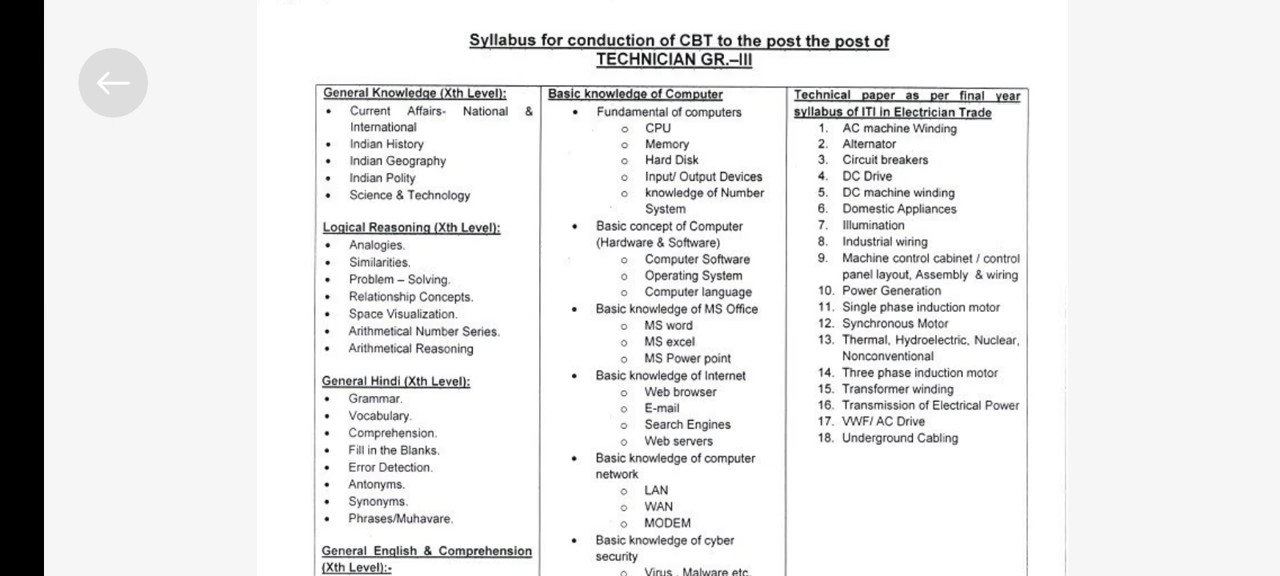 Syllabus for conduction of CBT to the post the post of
TECHNICIAN GR.–III
General Knowledge (Xth Level):
• Current Affairs- National &
International
• Indian History
• Indian Geography
• Indian Polity
• Science & Technology
Logical Reasoning (Xth Level):
• Analogies.
• Similarities.
• Problem – Solving.
• Relationship Concepts.
• Space Visualization.
• Arithmetical Number Series.
• Arithmetical Reasoning
General Hindi (Xth Level):
• Grammar.
• Vocabulary.
• Comprehension.
• Fill in the Blanks.
• Error Detection.
• Antonyms.
• Synonyms.
• Phrases/Muhavare.
General English & Comprehension
(Xth Level):-
Basic knowledge of Computer
• Fundamental of computers
o CPU
o Memory
o Hard Disk
o Input/ Output Devices
o knowledge of Number
System
• Basic concept of Computer
(Hardware & Software)
o Computer Software
o Operating System
o Computer language
• Basic knowledge of MS Office
o MS word
o MS excel
o MS Power point
• Basic knowledge of Internet
o Web browser
o E-mail
o Search Engines
o Web servers
• Basic knowledge of computer
network
o LAN
o WAN
o MODEM
• Basic knowledge of cyber
security
o Virus , Malware etc.
Technical paper as per final year
syllabus of ITI in Electrician Trade
1. AC machine Winding
2. Alternator
3. Circuit breakers
4. DC Drive
5. DC machine winding
6. Domestic Appliances
7. Illumination
8. Industrial wiring
9. Machine control cabinet / control
panel layout, Assembly & wiring
10. Power Generation
11. Single phase induction motor
12. Synchronous Motor
13. Thermal, Hydroelectric, Nuclear,
Nonconventional
14. Three phase induction motor
15. Transformer winding
16. Transmission of Electrical Power
17. VWF/ AC Drive
18. Underground Cabling